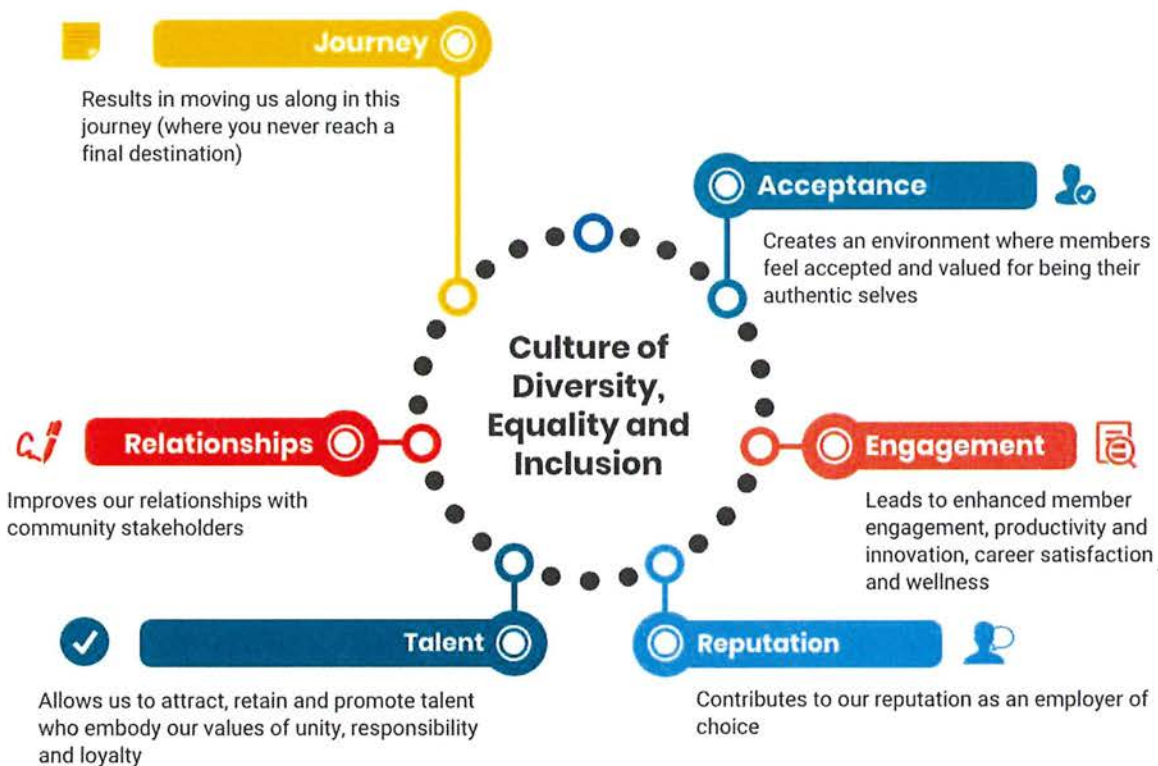 Journey
Results in moving us along in this
journey (where you never reach a
final destination)
Acceptance
Creates an environment where members
feel accepted and valued for being their
authentic selves
Culture of
Diversity,
Equality and
Inclusion
Relationships
Improves our relationships with
community stakeholders
Engagement
Leads to enhanced member
engagement, productivity and
innovation, career satisfaction
and wellness
Talent
Allows us to attract, retain and promote talent
who embody our values of unity, responsibility
and loyalty
Reputation
Contributes to our reputation as an employer of
choice